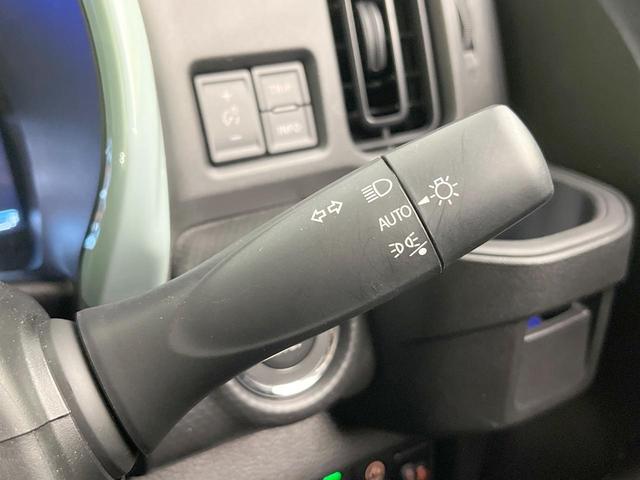 +
-
TRIP
INFO
AUTO